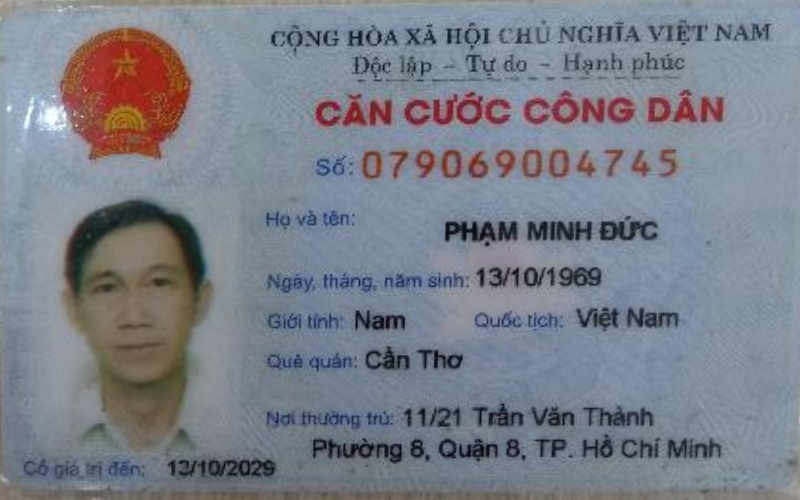 CỘNG HÒA XÃ HỘI CHỦ NGHĨA VIỆT NAM
Độc lập - Tự do - Hạnh phúc
CĂN CƯỚC CÔNG DÂN
Số: 079069004745
Họ và tên: PHẠM MINH ĐỨC
Ngày, tháng, năm sinh: 13/10/1969
Giới tính: Nam Quốc tịch: Việt Nam
Quê quán: Cần Thơ
Nơi thường trú: 11/21 Trần Văn Thành
Phường 8, Quận 8, TP. Hồ Chí Minh
Có giá trị đến: 13/10/2029